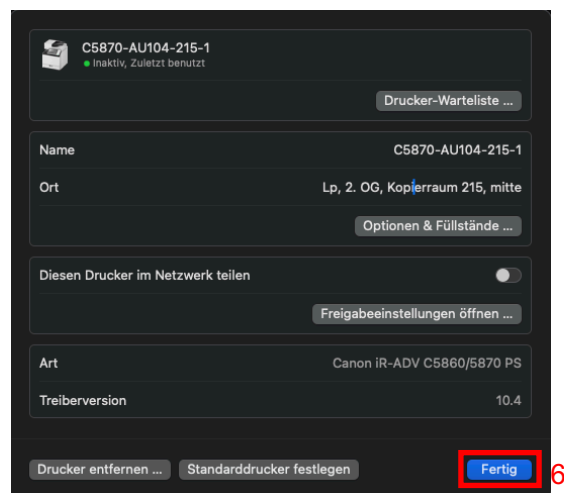 C5870-AU104-215-1
Inaktiv, Zuletzt benutzt
Drucker-Warteliste ...
Name C5870-AU104-215-1
Ort Lp, 2. OG, Kopierraum 215, mitte
Optionen & Füllstände ...
Diesen Drucker im Netzwerk teilen
Freigabeeinstellungen öffnen ...
Art Canon iR-ADV C5860/5870 PS
Treiberversion 10.4
Drucker entfernen ... Standarddrucker festlegen Fertig 6